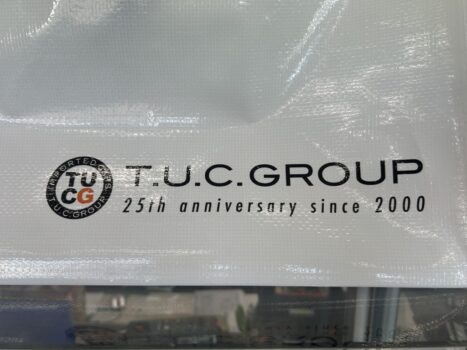 TU
CG
T.U.C.GROUP
25th anniversary since 2000